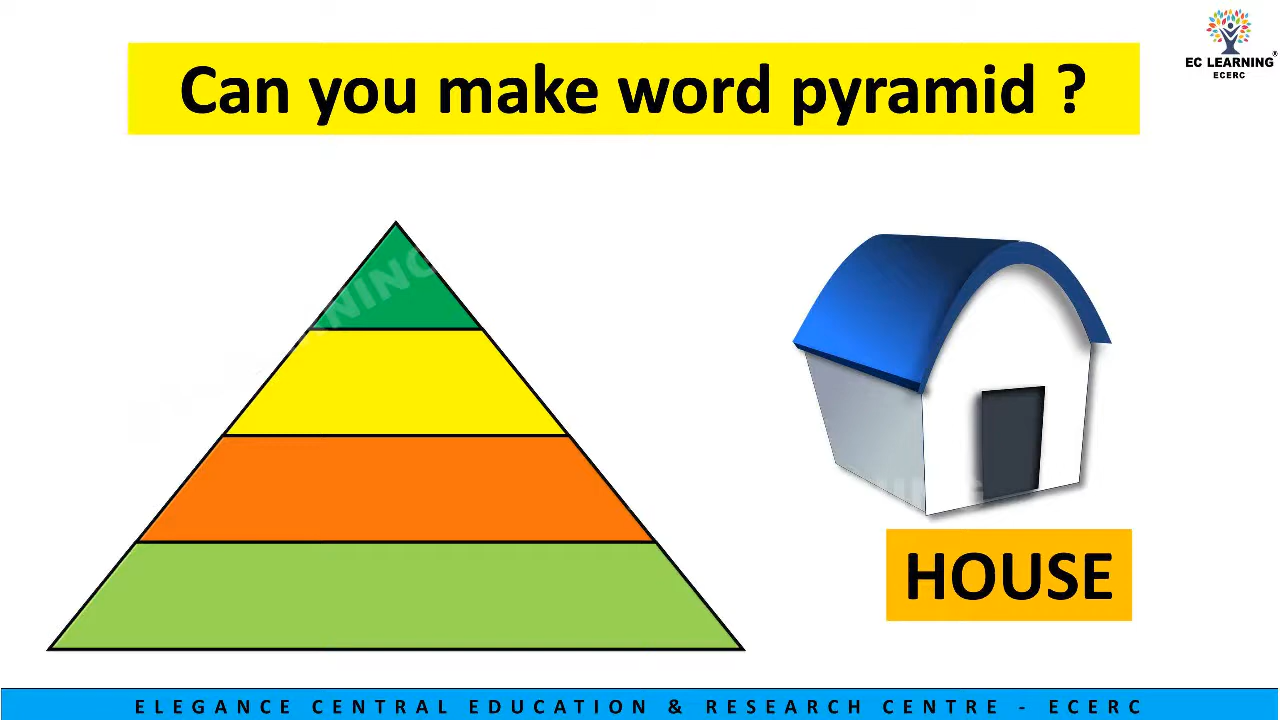 Can you make word pyramid ?
EC LEARNING®
ECERC
HOUSE
ELEGANCE CENTRAL EDUCATION & RESEARCH CENTRE - ECERC